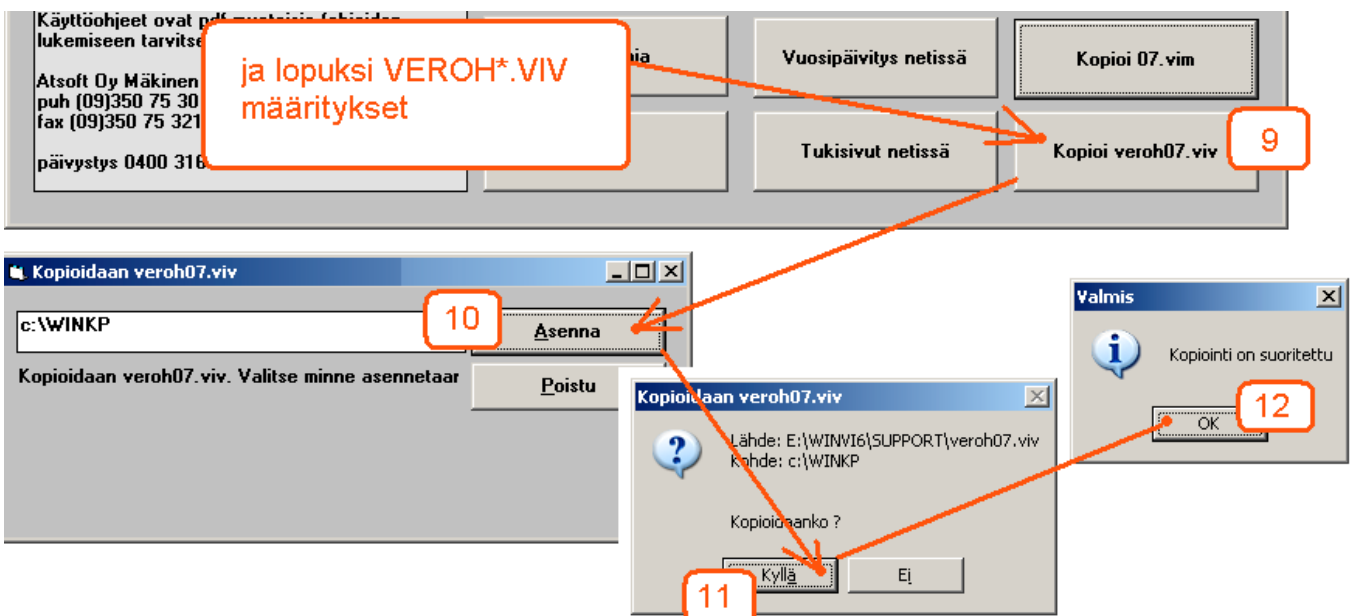 Käyttöohjeet ovat pdf
lukemiseen
Atsoft Oy Mäkinen
puh (09)350 75 30
fax (09)350 75 321
päivystys 0400 316
ja lopuksi VEROH*.VIV
määritykset
Vuosipäivitys netissä
Kopioi 07.vim
Tukisivut netissä
Kopioi veroh07.viv
9
Kopioidaan veroh07.viv
c:\WINKP
10
Asenna
Kopioidaan veroh07.viv. Valitse minne asennetaar
Poistu
Kopioidaan veroh07.viv
Lähde: E:\WINVI6\SUPPORT\veroh07.viv
Kohde: c:\WINKP
Kopioidaanko ?
Kyllä
Ei
11
Valmis
Kopiointi on suoritettu
OK
12